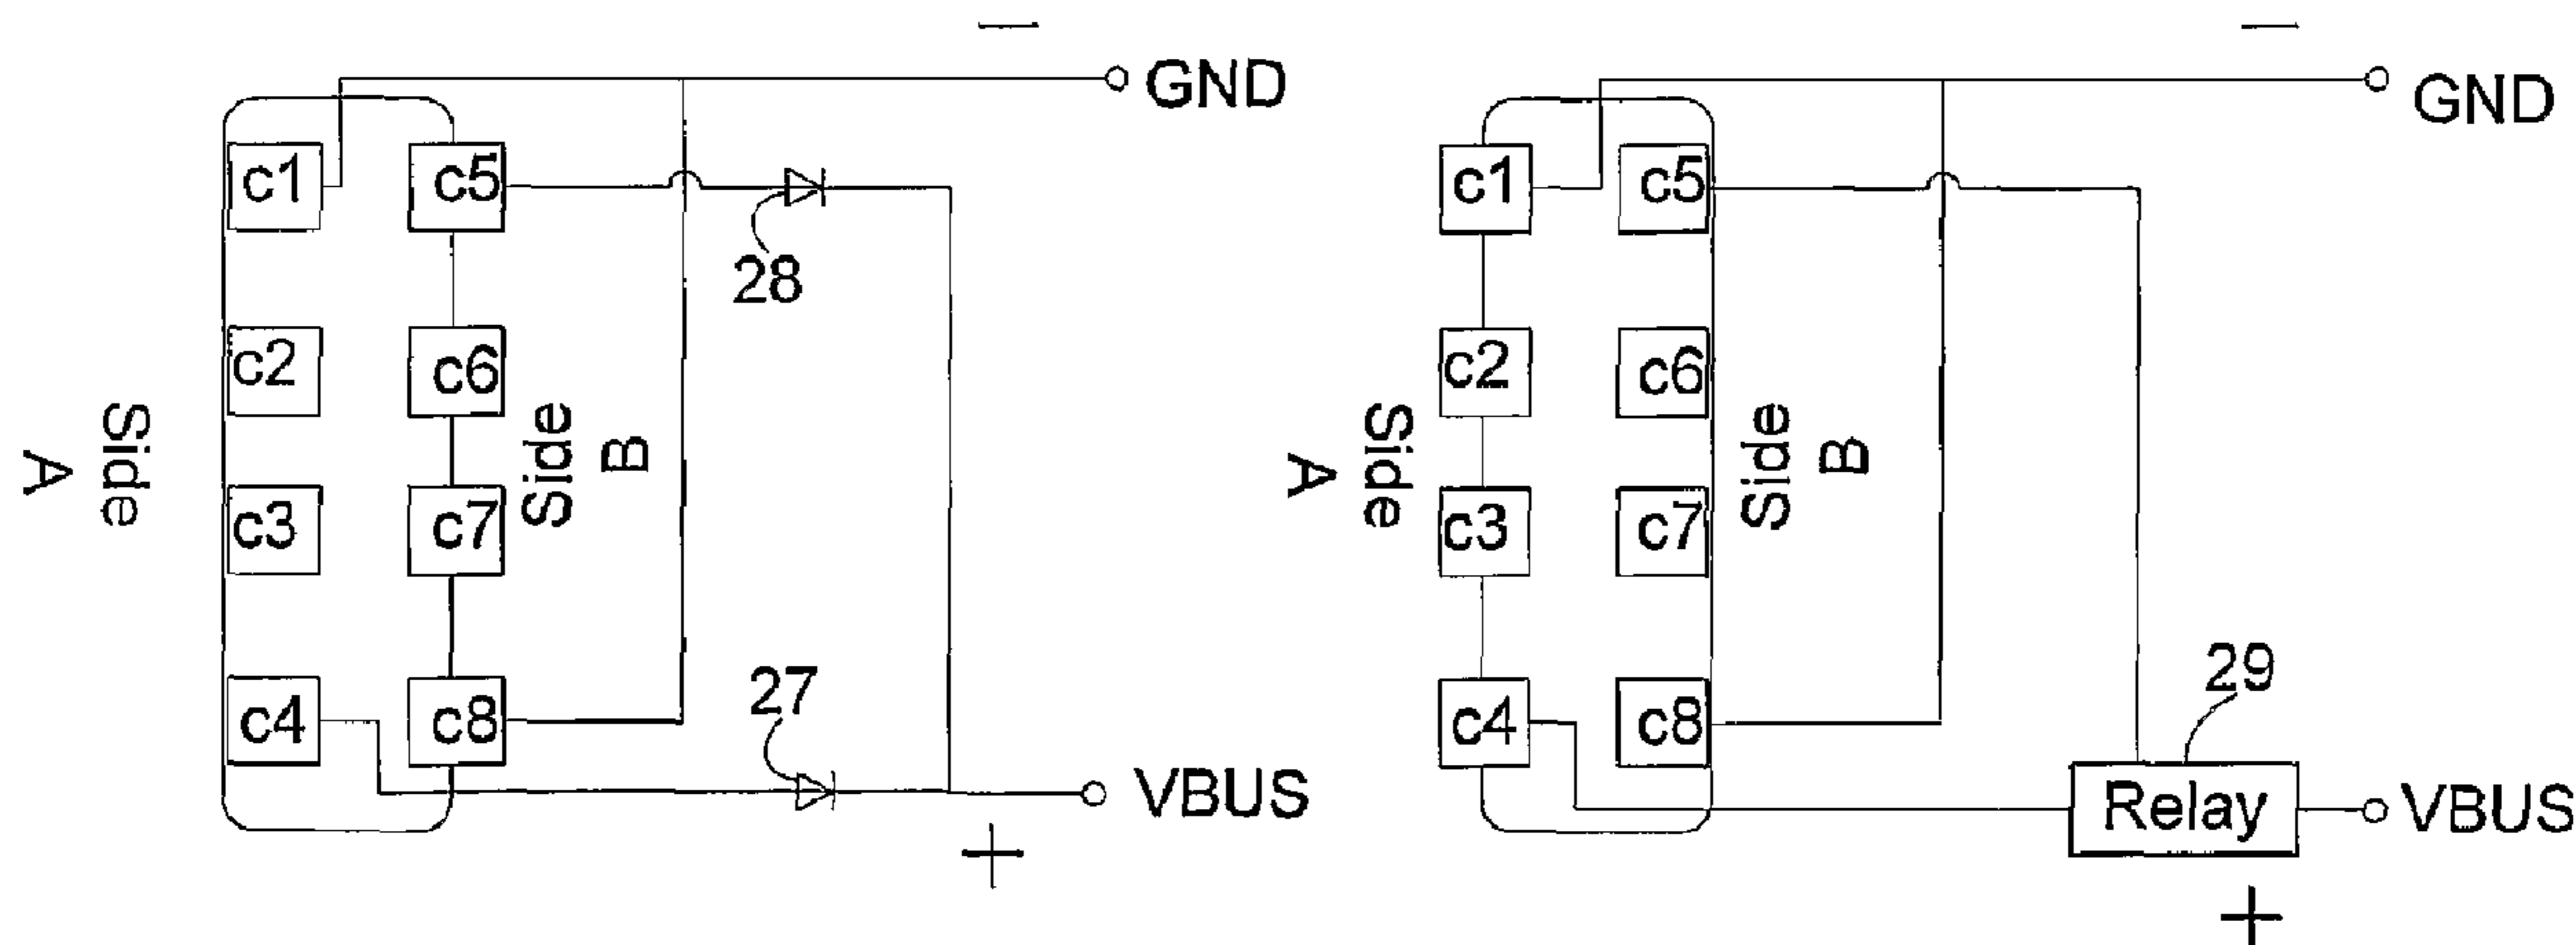 −
GND
c1
c5
28
c2
c6
Side
A
Side
B
c3
c7
27
c4
c8
VBUS
+
−
GND
c1
c5
c2
c6
Side
A
Side
B
c3
c7
29
c4
c8
Relay
VBUS
+